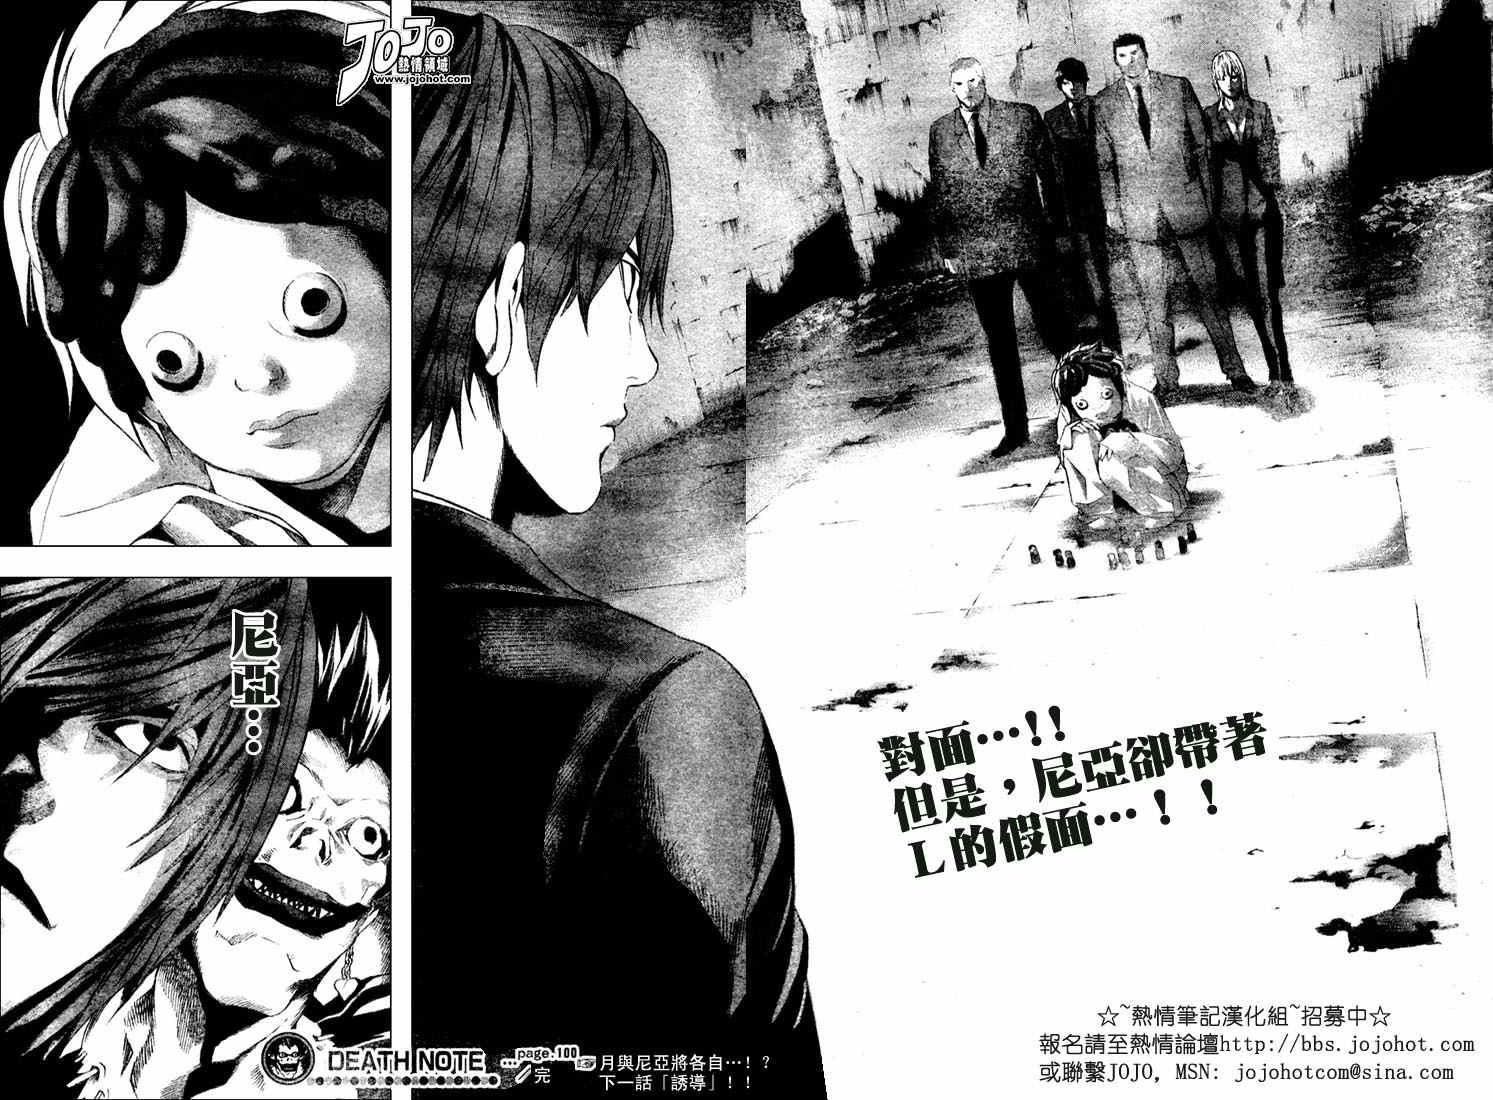 JOJO
熱情領域
www.jojohot.com
對面…!!
但是，尼亞卻帶著
L的假面…！！
尼亞…
DEATH NOTE
…page.100
完
☞月與尼亞將各自…！？
下一話「誘導」！！
☆~熱情筆記漢化組~招募中☆
報名請至熱情論壇http://bbs.jojohot.com
或聯繫JOJO, MSN: jojohotcom@sina.com